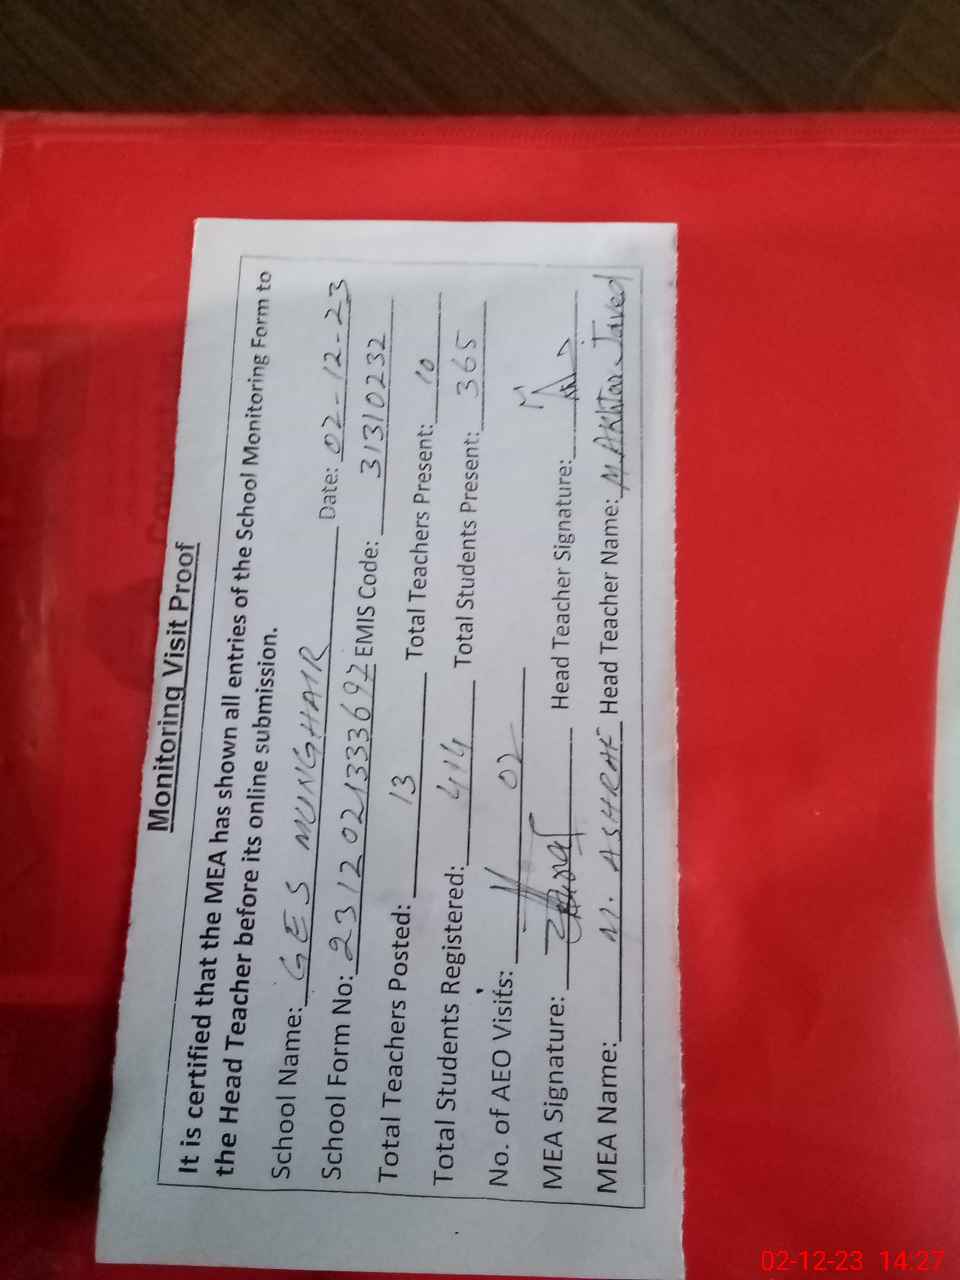 Monitoring Visit Proof
It is certified that the MEA has shown all entries of the School Monitoring Form to
the Head Teacher before its online submission.
School Name: GES MUNGHAIR Date: 02-12-23
School Form No: 2312021333697 EMIS Code: 31310232
Total Teachers Posted: 13 Total Teachers Present: 10
Total Students Registered: 414 Total Students Present: 365
No. of AEO Visits: 02
MEA Signature: Head Teacher Signature:
MEA Name: M. ASHRAF Head Teacher Name: M Akhtar Javed
02-12-23 14:27